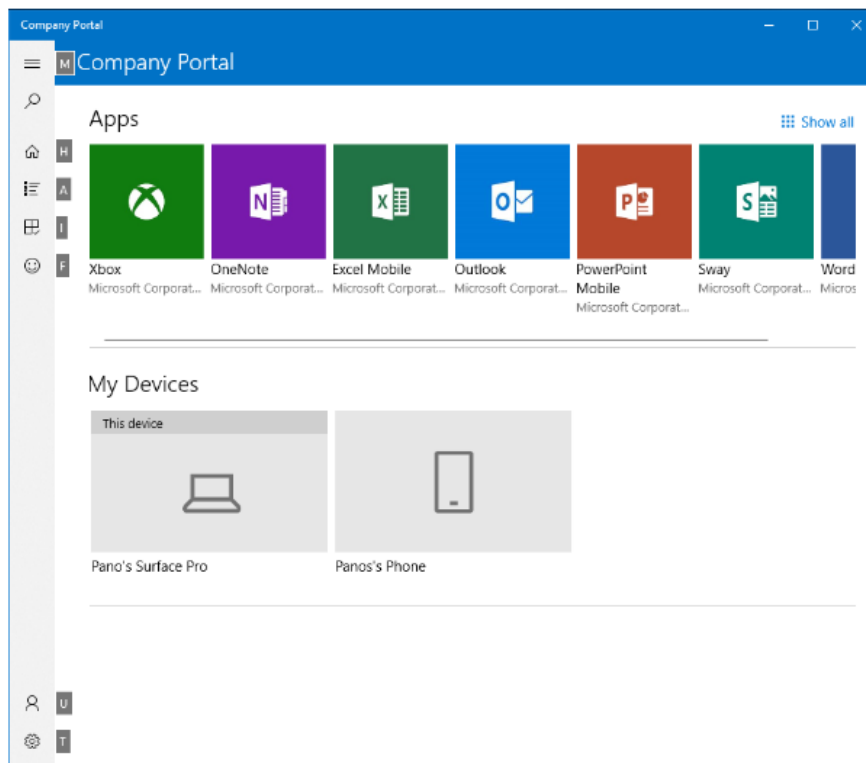 Company Portal
M Company Portal
Apps
Show all
H
A
I
F
N
X
O
P
S
Xbox
Microsoft Corporat...
OneNote
Microsoft Corporat...
Excel Mobile
Microsoft Corporat...
Outlook
Microsoft Corporat...
PowerPoint
Mobile
Microsoft Corporat...
Sway
Microsoft Corporat...
Word
Micros
My Devices
This device
Pano's Surface Pro
Panos's Phone
U
T